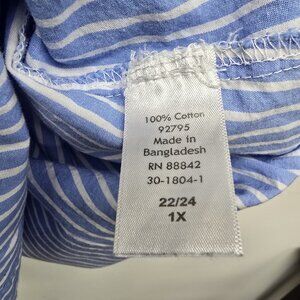 100% Cotton
92795
Made in
Bangladesh
RN 88842
30-1804-1
22/24
1X